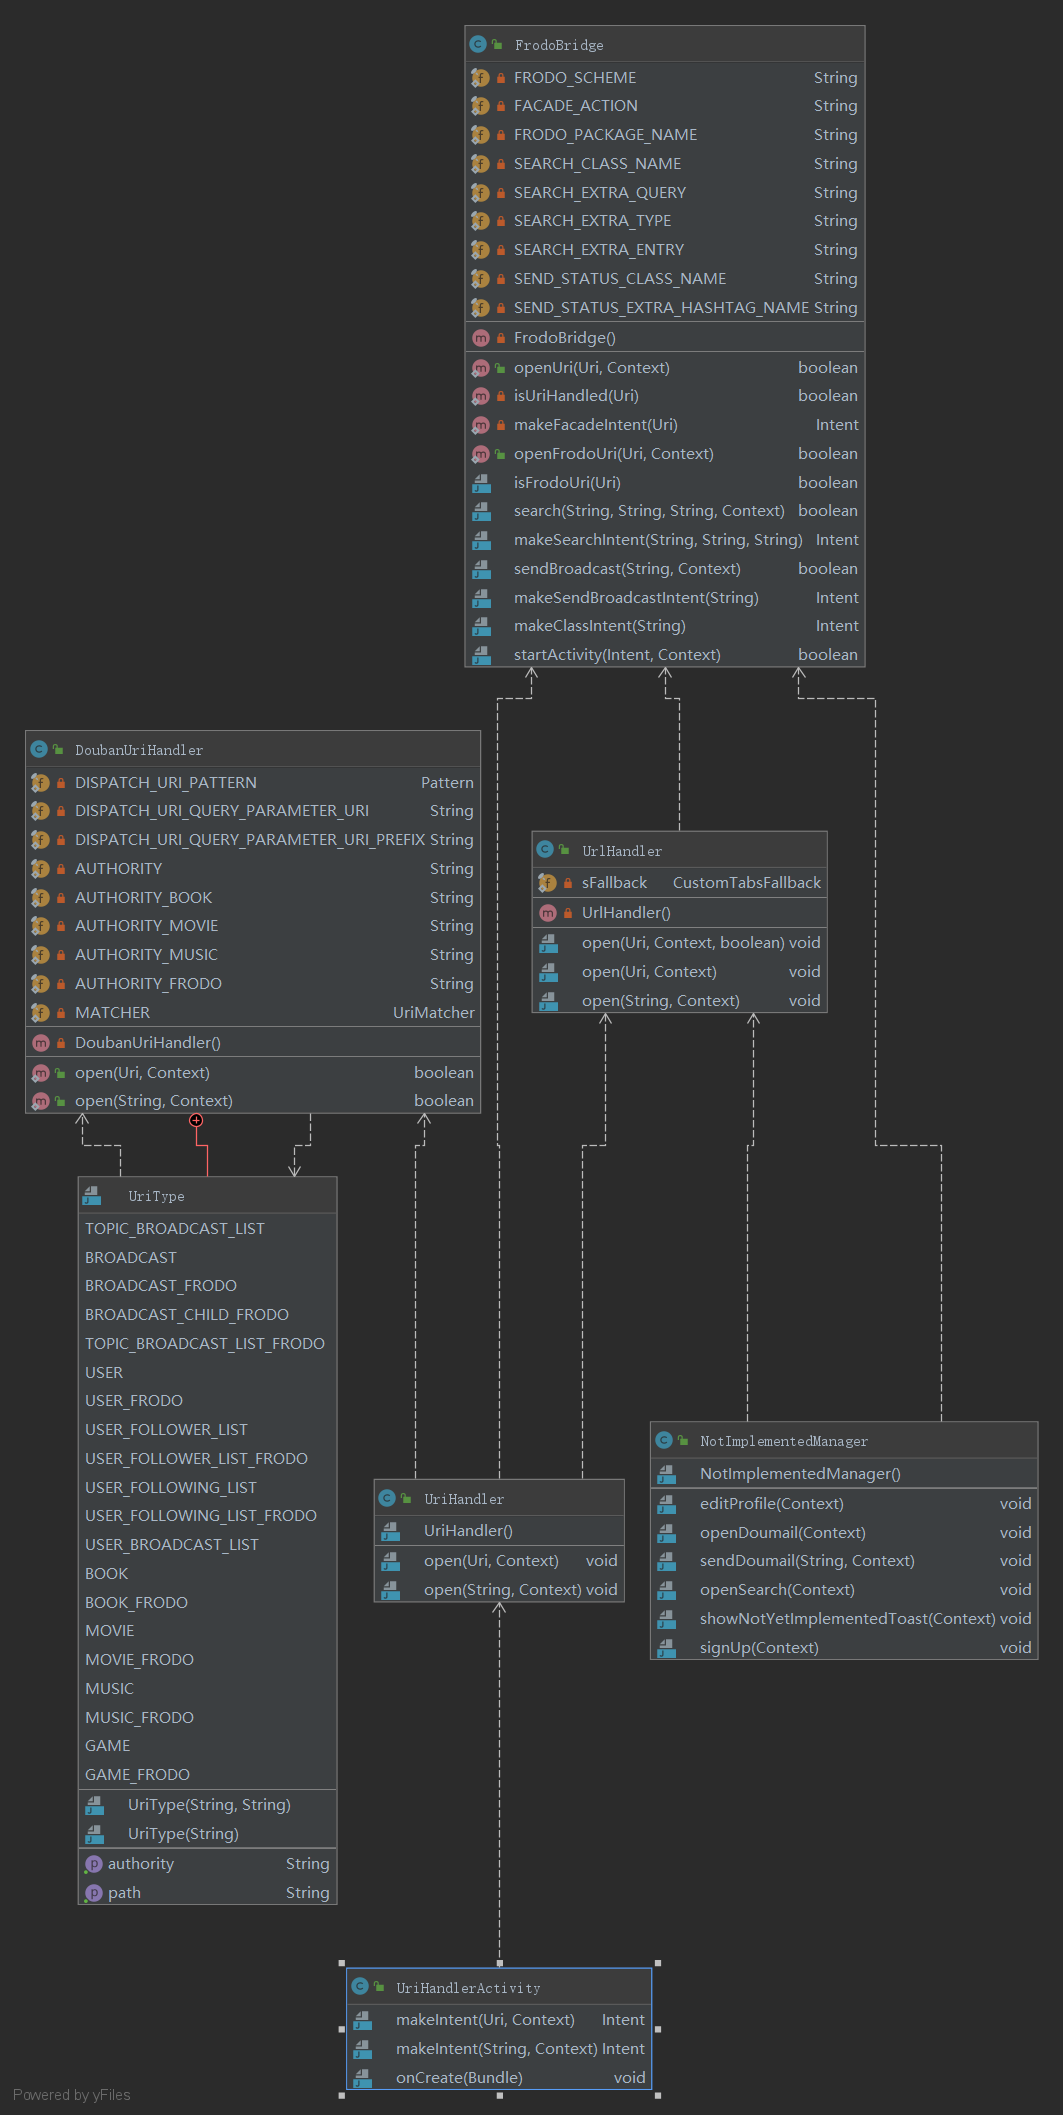 FrodoBridge
FRODO_SCHEME String
FACADE_ACTION String
FRODO_PACKAGE_NAME String
SEARCH_CLASS_NAME String
SEARCH_EXTRA_QUERY String
SEARCH_EXTRA_TYPE String
SEARCH_EXTRA_ENTRY String
SEND_STATUS_CLASS_NAME String
SEND_STATUS_EXTRA_HASHTAG_NAME String
FrodoBridge()
openUri(Uri, Context) boolean
isUriHandled(Uri) boolean
makeFacadeIntent(Uri) Intent
openFrodoUri(Uri, Context) boolean
isFrodoUri(Uri) boolean
search(String, String, String, Context) boolean
makeSearchIntent(String, String, String) Intent
sendBroadcast(String, Context) boolean
makeSendBroadcastIntent(String) Intent
makeClassIntent(String) Intent
startActivity(Intent, Context) boolean
DoubanUriHandler
DISPATCH_URI_PATTERN Pattern
DISPATCH_URI_QUERY_PARAMETER_URI String
DISPATCH_URI_QUERY_PARAMETER_URI_PREFIX String
AUTHORITY String
AUTHORITY_BOOK String
AUTHORITY_MOVIE String
AUTHORITY_MUSIC String
AUTHORITY_FRODO String
MATCHER UriMatcher
DoubanUriHandler()
open(Uri, Context) boolean
open(String, Context) boolean
UrlHandler
sFallback CustomTabsFallback
UrlHandler()
open(Uri, Context, boolean) void
open(Uri, Context) void
open(String, Context) void
UriType
TOPIC_BROADCAST_LIST
BROADCAST
BROADCAST_FRODO
BROADCAST_CHILD_FRODO
TOPIC_BROADCAST_LIST_FRODO
USER
USER_FRODO
USER_FOLLOWER_LIST
USER_FOLLOWER_LIST_FRODO
USER_FOLLOWING_LIST
USER_FOLLOWING_LIST_FRODO
USER_BROADCAST_LIST
BOOK
BOOK_FRODO
MOVIE
MOVIE_FRODO
MUSIC
MUSIC_FRODO
GAME
GAME_FRODO
UriType(String, String)
UriType(String)
authority String
path String
UriHandler
UriHandler()
open(Uri, Context) void
open(String, Context) void
NotImplementedManager
NotImplementedManager()
editProfile(Context) void
openDoumail(Context) void
sendDoumail(String, Context) void
openSearch(Context) void
showNotYetImplementedToast(Context) void
signUp(Context) void
UriHandlerActivity
makeIntent(Uri, Context) Intent
makeIntent(String, Context) Intent
onCreate(Bundle) void
Powered by yFiles